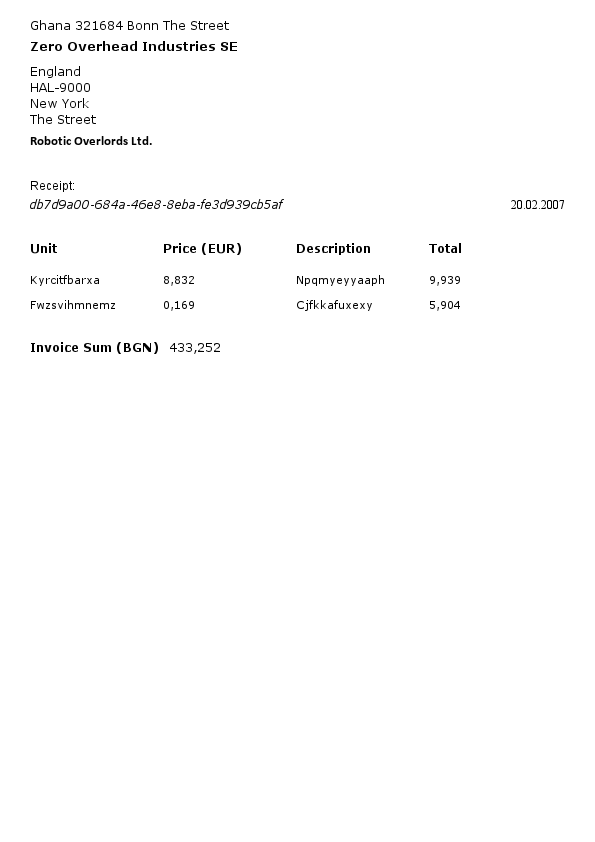 Ghana 321684 Bonn The Street
Zero Overhead Industries SE
England
HAL-9000
New York
The Street
Robotic Overlords Ltd.
Receipt:
db7d9a00-684a-46e8-8eba-fe3d939cb5af 20.02.2007
Unit Price (EUR) Description Total
Kyrcitfbarxa 8,832 Npqmyeyyaaph 9,939
Fwzsvihmnemz 0,169 Cjfkkafuxexy 5,904
Invoice Sum (BGN) 433,252